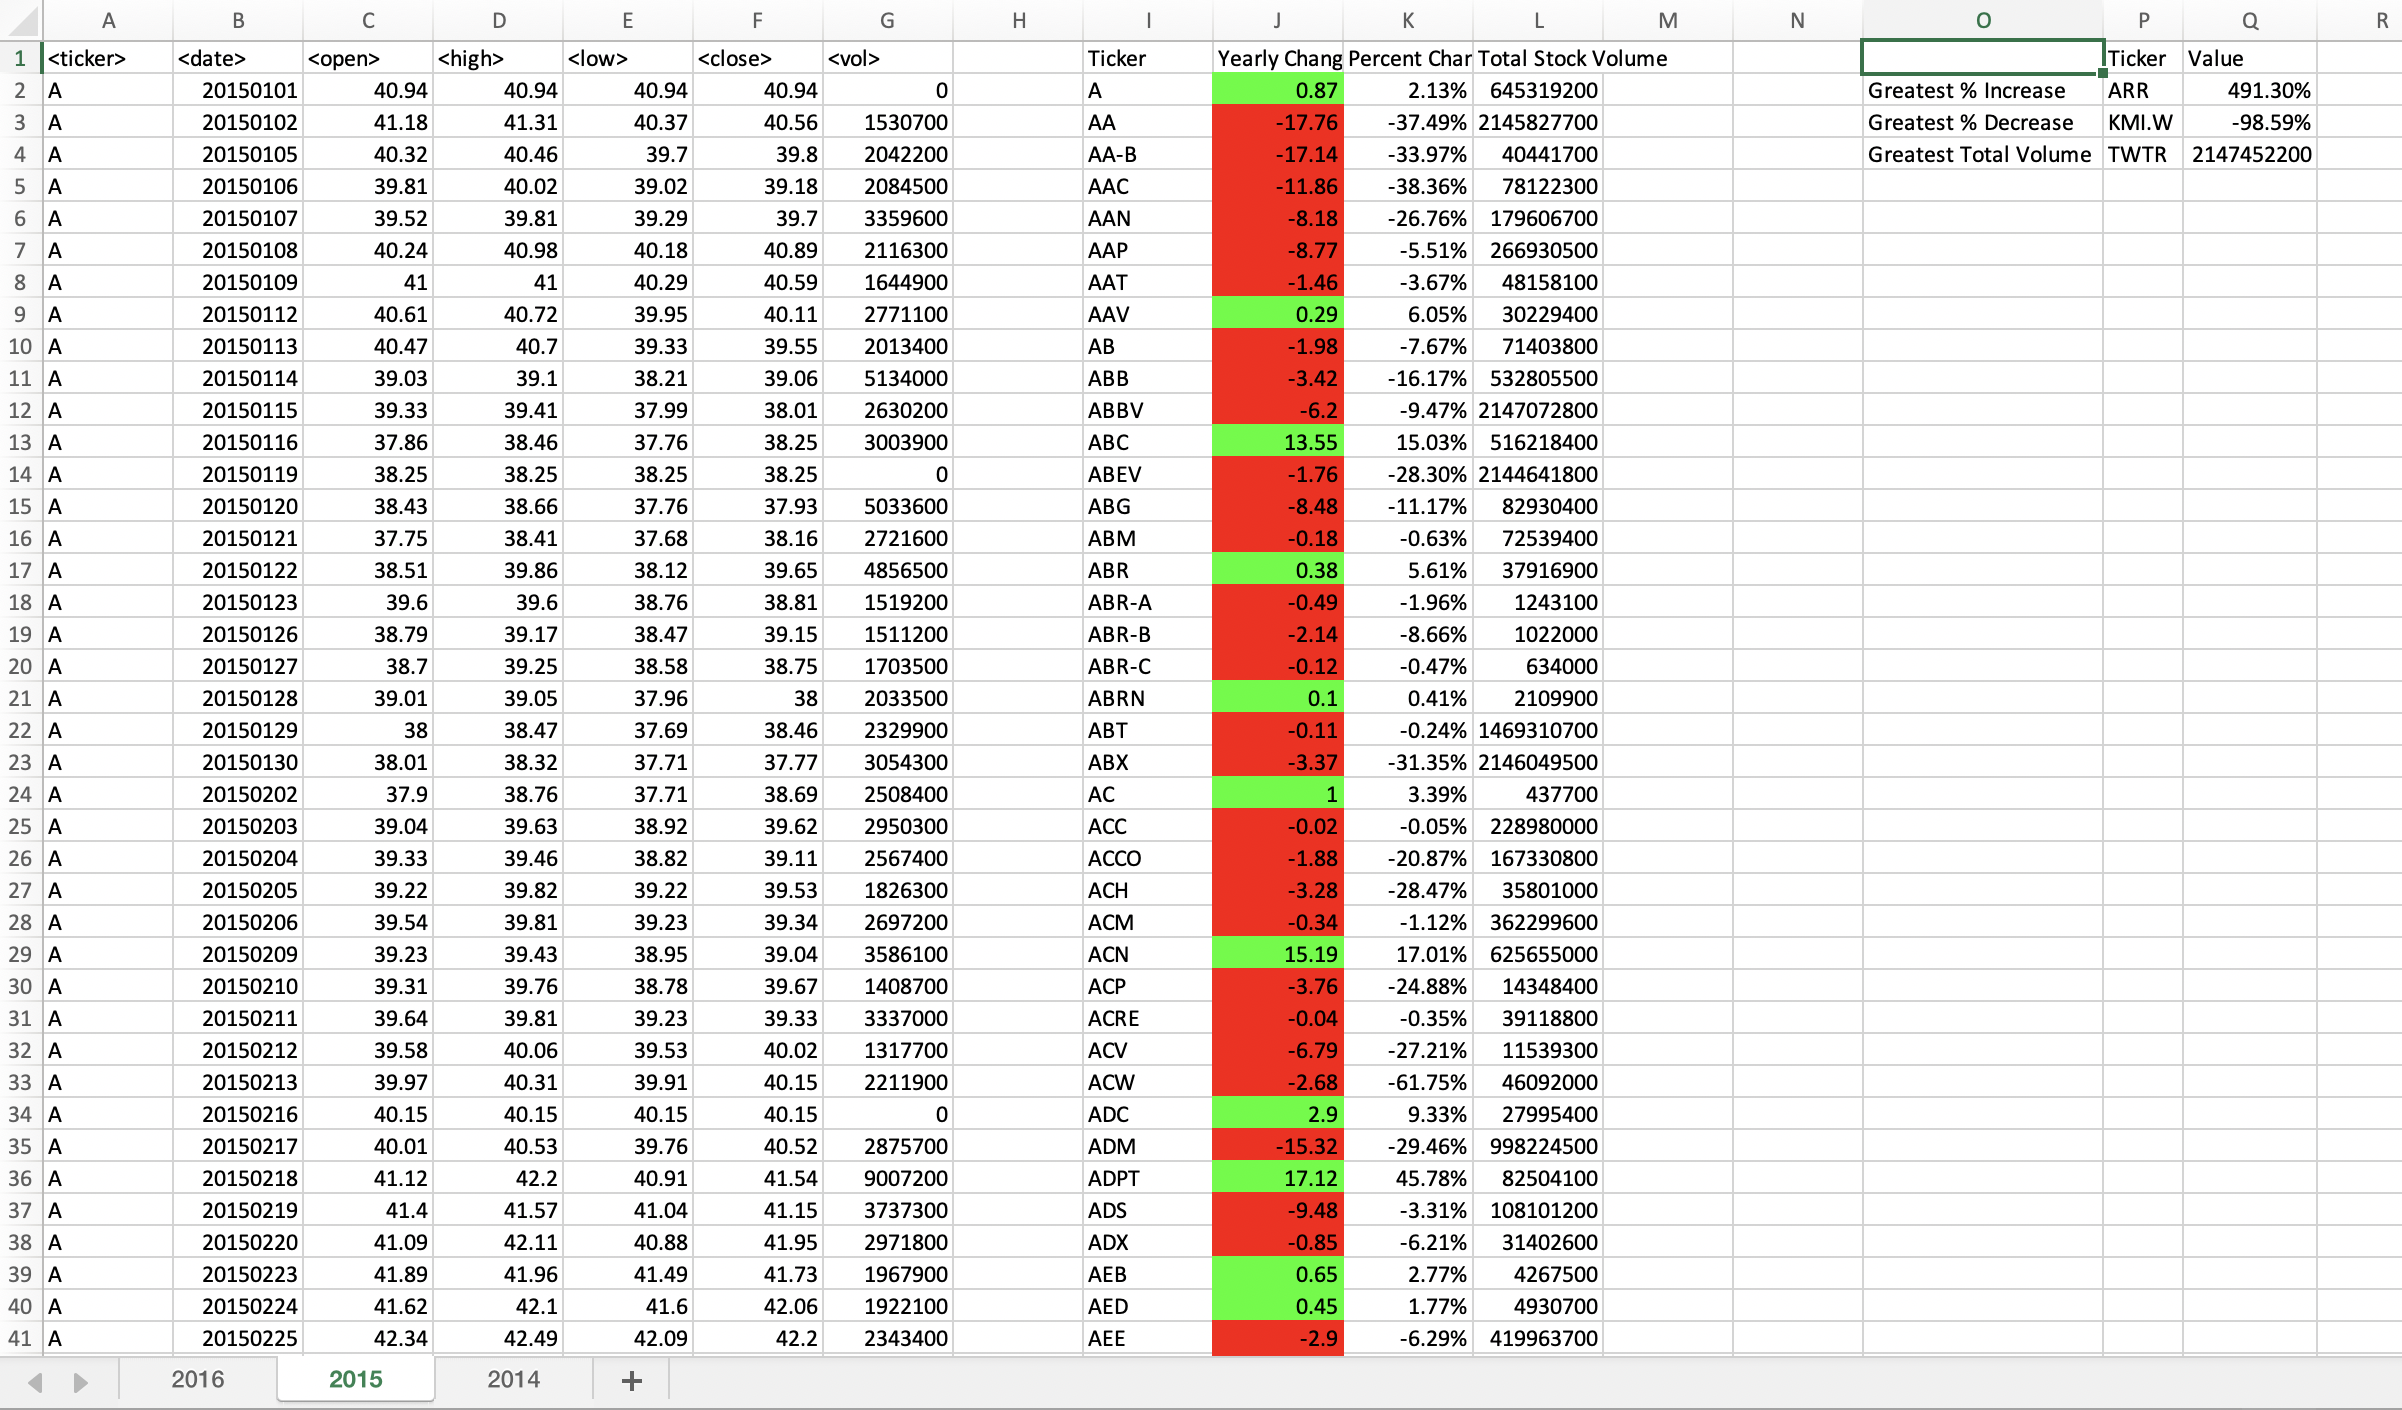 A B C D E F G H I J K L M N O P Q R
1 <ticker> <date> <open> <high> <low> <close> <vol> Ticker Yearly Chang Percent Char Total Stock Volume Ticker Value
2 A 20150101 40.94 40.94 40.94 40.94 0 A 0.87 2.13% 645319200 Greatest % Increase ARR 491.30%
3 A 20150102 41.18 41.31 40.37 40.56 1530700 AA -17.76 -37.49% 2145827700 Greatest % Decrease KMI.W -98.59%
4 A 20150105 40.32 40.46 39.7 39.8 2042200 AA-B -17.14 -33.97% 40441700 Greatest Total Volume TWTR 2147452200
5 A 20150106 39.81 40.02 39.02 39.18 2084500 AAC -11.86 -38.36% 78122300
6 A 20150107 39.52 39.81 39.29 39.7 3359600 AAN -8.18 -26.76% 179606700
7 A 20150108 40.24 40.98 40.18 40.89 2116300 AAP -8.77 -5.51% 266930500
8 A 20150109 41 41 40.29 40.59 1644900 AAT -1.46 -3.67% 48158100
9 A 20150112 40.61 40.72 39.95 40.11 2771100 AAV 0.29 6.05% 30229400
10 A 20150113 40.47 40.7 39.33 39.55 2013400 AB -1.98 -7.67% 71403800
11 A 20150114 39.03 39.1 38.21 39.06 5134000 ABB -3.42 -16.17% 532805500
12 A 20150115 39.33 39.41 37.99 38.01 2630200 ABBV -6.2 -9.47% 2147072800
13 A 20150116 37.86 38.46 37.76 38.25 3003900 ABC 13.55 15.03% 516218400
14 A 20150119 38.25 38.25 38.25 38.25 0 ABEV -1.76 -28.30% 2144641800
15 A 20150120 38.43 38.66 37.76 37.93 5033600 ABG -8.48 -11.17% 82930400
16 A 20150121 37.75 38.41 37.68 38.16 2721600 ABM -0.18 -0.63% 72539400
17 A 20150122 38.51 39.86 38.12 39.65 4856500 ABR 0.38 5.61% 37916900
18 A 20150123 39.6 39.6 38.76 38.81 1519200 ABR-A -0.49 -1.96% 1243100
19 A 20150126 38.79 39.17 38.47 39.15 1511200 ABR-B -2.14 -8.66% 1022000
20 A 20150127 38.7 39.25 38.58 38.75 1703500 ABR-C -0.12 -0.47% 634000
21 A 20150128 39.01 39.05 37.96 38 2033500 ABRN 0.1 0.41% 2109900
22 A 20150129 38 38.47 37.69 38.46 2329900 ABT -0.11 -0.24% 1469310700
23 A 20150130 38.01 38.32 37.71 37.77 3054300 ABX -3.37 -31.35% 2146049500
24 A 20150202 37.9 38.76 37.71 38.69 2508400 AC 1 3.39% 437700
25 A 20150203 39.04 39.63 38.92 39.62 2950300 ACC -0.02 -0.05% 228980000
26 A 20150204 39.33 39.46 38.82 39.11 2567400 ACCO -1.88 -20.87% 167330800
27 A 20150205 39.22 39.82 39.22 39.53 1826300 ACH -3.28 -28.47% 35801000
28 A 20150206 39.54 39.81 39.23 39.34 2697200 ACM -0.34 -1.12% 362299600
29 A 20150209 39.23 39.43 38.95 39.04 3586100 ACN 15.19 17.01% 625655000
30 A 20150210 39.31 39.76 38.78 39.67 1408700 ACP -3.76 -24.88% 14348400
31 A 20150211 39.64 39.81 39.23 39.33 3337000 ACRE -0.04 -0.35% 39118800
32 A 20150212 39.58 40.06 39.53 40.02 1317700 ACV -6.79 -27.21% 11539300
33 A 20150213 39.97 40.31 39.91 40.15 2211900 ACW -2.68 -61.75% 46092000
34 A 20150216 40.15 40.15 40.15 40.15 0 ADC 2.9 9.33% 27995400
35 A 20150217 40.01 40.53 39.76 40.52 2875700 ADM -15.32 -29.46% 998224500
36 A 20150218 41.12 42.2 40.91 41.54 9007200 ADPT 17.12 45.78% 82504100
37 A 20150219 41.4 41.57 41.04 41.15 3737300 ADS -9.48 -3.31% 108101200
38 A 20150220 41.09 42.11 40.88 41.95 2971800 ADX -0.85 -6.21% 31402600
39 A 20150223 41.89 41.96 41.49 41.73 1967900 AEB 0.65 2.77% 4267500
40 A 20150224 41.62 42.1 41.6 42.06 1922100 AED 0.45 1.77% 4930700
41 A 20150225 42.34 42.49 42.09 42.2 2343400 AEE -2.9 -6.29% 419963700
2016 2015 2014 +